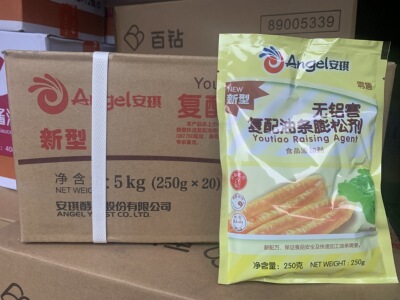 89005339
百钻
Angel安琪
You
复配
新型
净含量:
NET WEIGHT:
5kg (250g×20)
安琪酵母股份有限公司
ANGEL YEAST CO.,LTD
Angel安琪
NEW
新型
无铝害
复配油条膨松剂
Youtiao Raising Agent
食品添加剂
净含量: 250克
NET WEIGHT: 250g